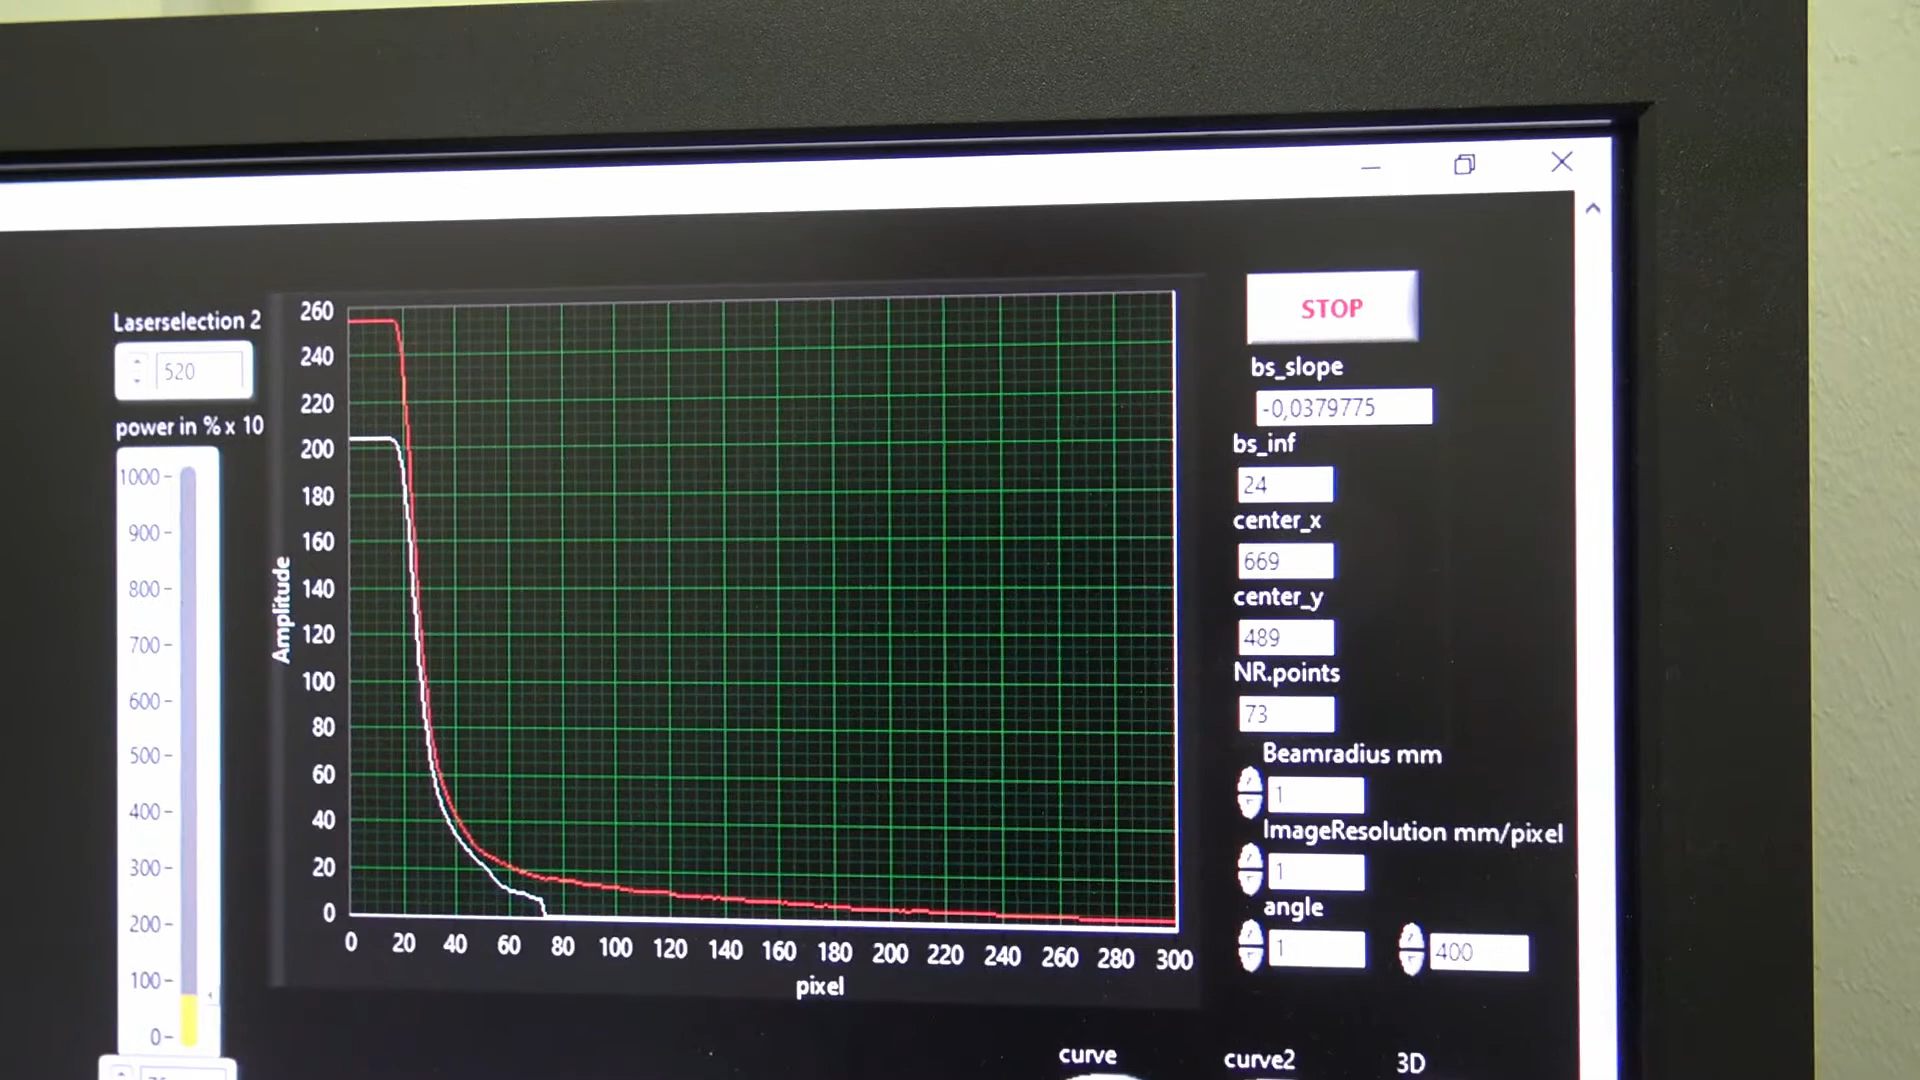 Laserselection 2
520
power in % x 10
1000
900
800
700
600
500
400
300
200
100
0
Amplitude
260
240
220
200
180
160
140
120
100
80
60
40
20
0
0 20 40 60 80 100 120 140 160 180 200 220 240 260 280 300
pixel
STOP
bs_slope
-0,0379775
bs_inf
24
center_x
669
center_y
489
NR.points
73
Beamradius mm
1
ImageResolution mm/pixel
1
angle
1 400
curve curve2 3D